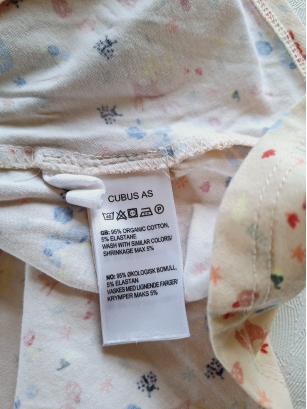 CUBUS AS
GB: 95% ORGANIC COTTON,
5% ELASTANE
WASH WITH SIMILAR COLORS/
SHRINKAGE MAX 5%
NO: 95% ØKOLOGISK BOMULL,
5% ELASTAN
VASKES MED LIGNENDE FARGER/
KRYMPER MAKS 5%